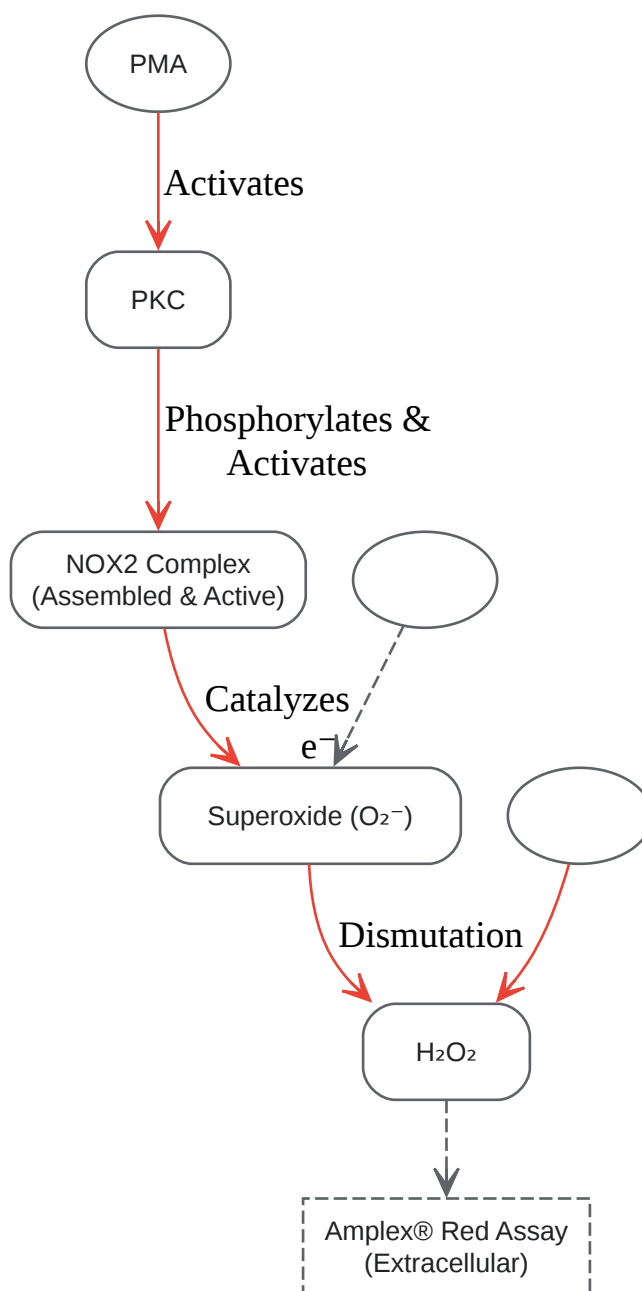 PMA
Activates
PKC
Phosphorylates &
Activates
NOX2 Complex
(Assembled & Active)
Catalyzes
e⁻
Superoxide (O₂⁻)
Dismutation
H₂O₂
Amplex® Red Assay
(Extracellular)